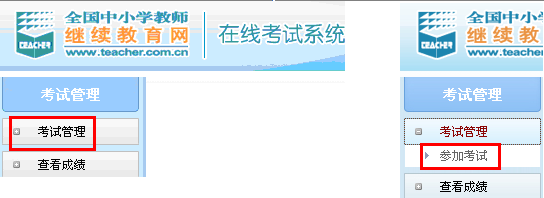 全国中小学教师
继续教育网
TEACHER
www.teacher.com.cn
在线考试系统
考试管理
考试管理
查看成绩
全国中小
继续教
TEACHER
www.teach
考试管理
考试管理
参加考试
查看成绩